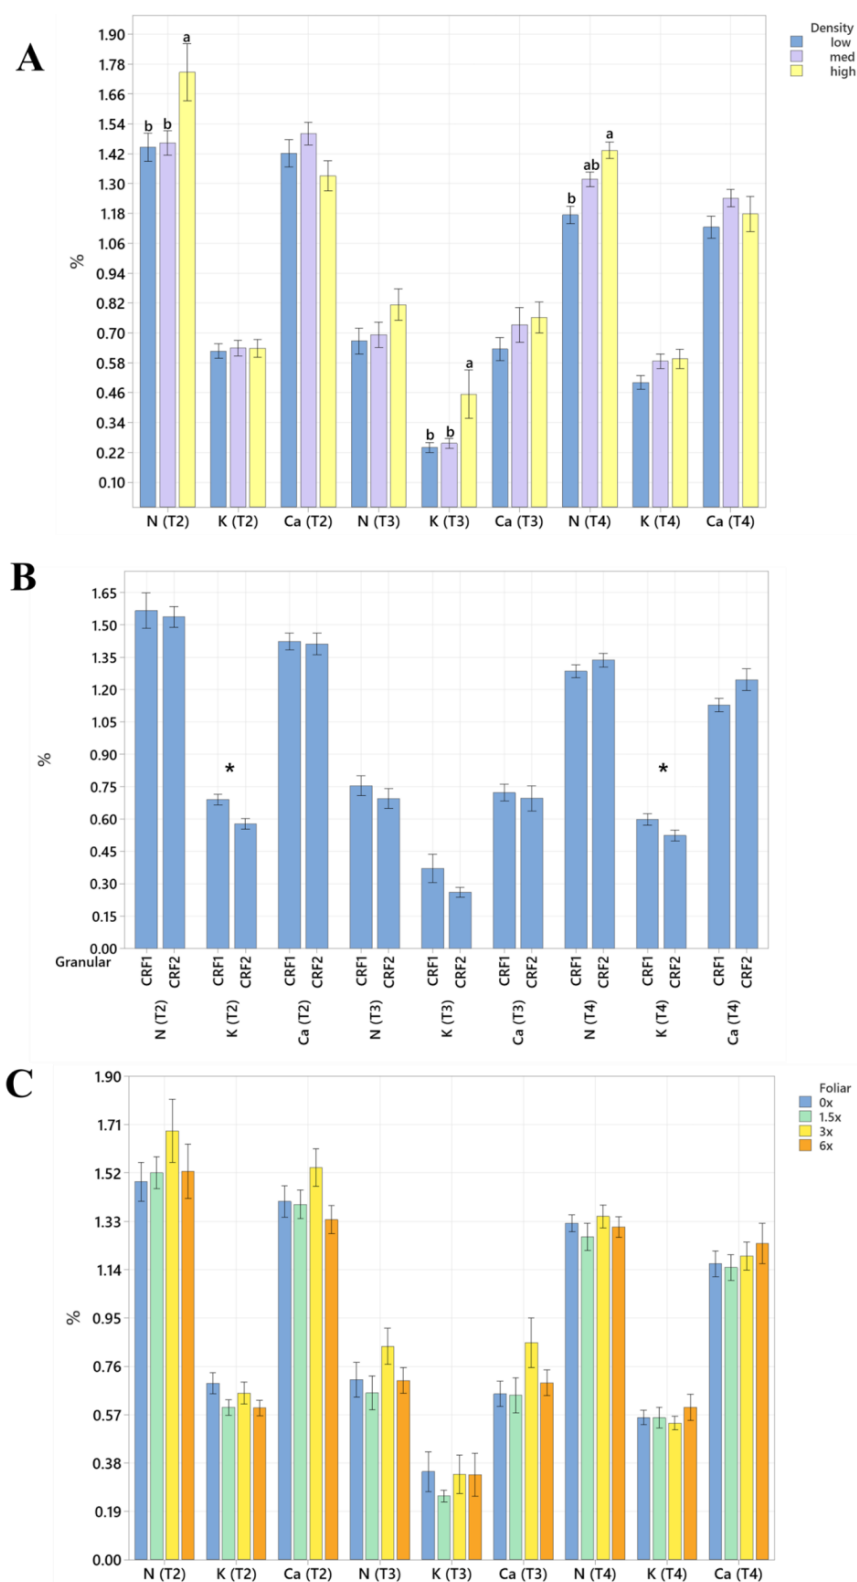 A
Density
low
med
high
1.90
1.78
1.66
1.54
1.42
1.30
1.18
1.06
0.94
0.82
0.70
0.58
0.46
0.34
0.22
0.10
%
b b a
b b a
b ab a
N (T2) K (T2) Ca (T2) N (T3) K (T3) Ca (T3) N (T4) K (T4) Ca (T4)
B
1.65
1.50
1.35
1.20
1.05
0.90
0.75
0.60
0.45
0.30
0.15
0.00
%
* *
Granular CRF1 CRF2 CRF1 CRF2 CRF1 CRF2 CRF1 CRF2 CRF1 CRF2 CRF1 CRF2 CRF1 CRF2 CRF1 CRF2 CRF1 CRF2
N (T2) K (T2) Ca (T2) N (T3) K (T3) Ca (T3) N (T4) K (T4) Ca (T4)
C
Foliar
0x
1.5x
3x
6x
1.90
1.71
1.52
1.33
1.14
0.95
0.76
0.57
0.38
0.19
0.00
%
N (T2) K (T2) Ca (T2) N (T3) K (T3) Ca (T3) N (T4) K (T4) Ca (T4)